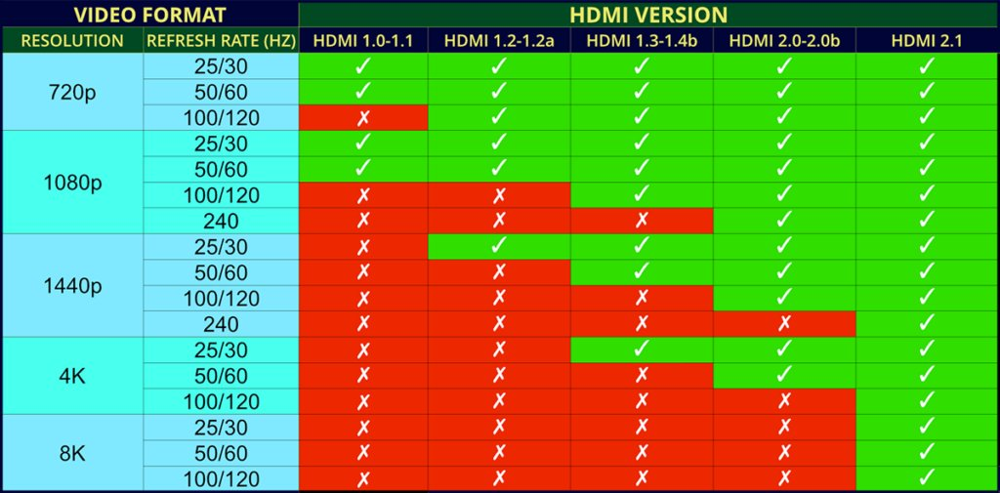 VIDEO FORMAT HDMI VERSION
RESOLUTION REFRESH RATE (HZ) HDMI 1.0-1.1 HDMI 1.2-1.2a HDMI 1.3-1.4b HDMI 2.0-2.0b HDMI 2.1
720p 25/30 ✓ ✓ ✓ ✓ ✓
50/60 ✓ ✓ ✓ ✓ ✓
100/120 ✗ ✓ ✓ ✓ ✓
1080p 25/30 ✓ ✓ ✓ ✓ ✓
50/60 ✓ ✓ ✓ ✓ ✓
100/120 ✗ ✗ ✓ ✓ ✓
240 ✗ ✗ ✗ ✓ ✓
1440p 25/30 ✗ ✓ ✓ ✓ ✓
50/60 ✗ ✗ ✓ ✓ ✓
100/120 ✗ ✗ ✗ ✓ ✓
240 ✗ ✗ ✗ ✗ ✓
4K 25/30 ✗ ✗ ✓ ✓ ✓
50/60 ✗ ✗ ✗ ✓ ✓
100/120 ✗ ✗ ✗ ✗ ✓
8K 25/30 ✗ ✗ ✗ ✗ ✓
50/60 ✗ ✗ ✗ ✗ ✓
100/120 ✗ ✗ ✗ ✗ ✓